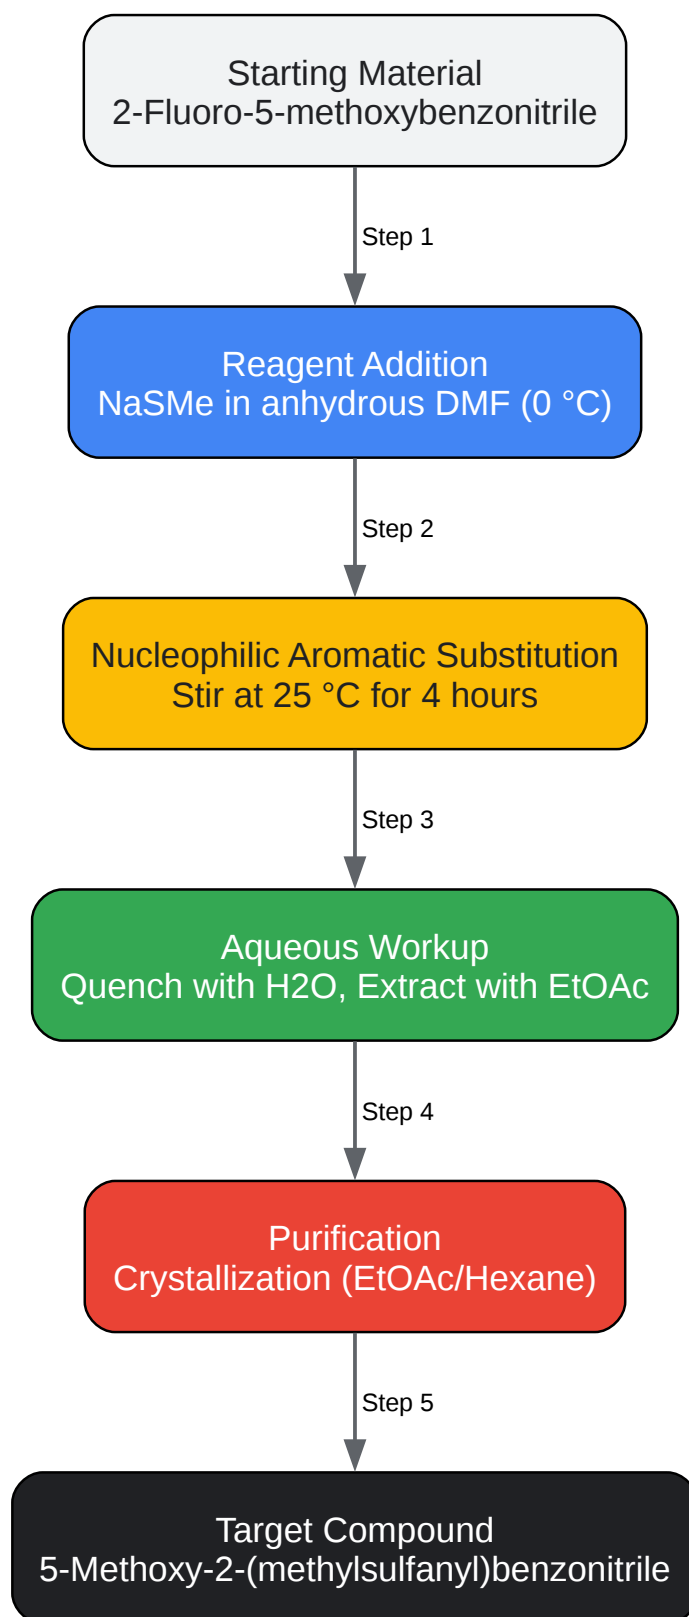 Starting Material
2-Fluoro-5-methoxybenzonitrile
Step 1
Reagent Addition
NaSMe in anhydrous DMF (0 °C)
Step 2
Nucleophilic Aromatic Substitution
Stir at 25 °C for 4 hours
Step 3
Aqueous Workup
Quench with H2O, Extract with EtOAc
Step 4
Purification
Crystallization (EtOAc/Hexane)
Step 5
Target Compound
5-Methoxy-2-(methylsulfanyl)benzonitrile